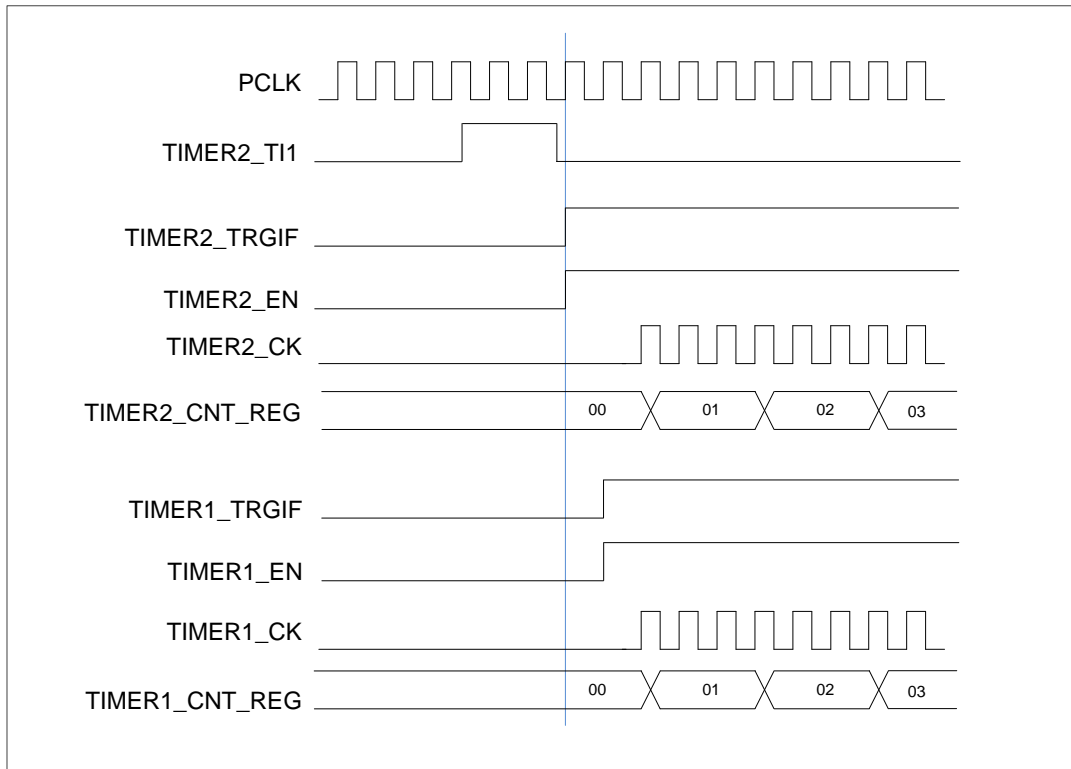 PCLK
TIMER2_TI1
TIMER2_TRGIF
TIMER2_EN
TIMER2_CK
TIMER2_CNT_REG 00 01 02 03
TIMER1_TRGIF
TIMER1_EN
TIMER1_CK
TIMER1_CNT_REG 00 01 02 03